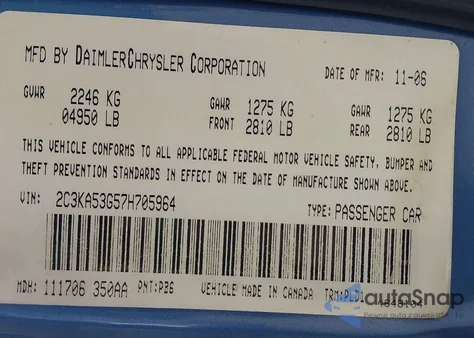 MFD BY DAIMLERCHRYSLER CORPORATION DATE OF MFR: 11-06
GVWR 2246 KG GAWR 1275 KG GAWR 1275 KG
04950 LB FRONT 2810 LB REAR 2810 LB
THIS VEHICLE CONFORMS TO ALL APPLICABLE FEDERAL MOTOR VEHICLE SAFETY, BUMPER AND
THEFT PREVENTION STANDARDS IN EFFECT ON THE DATE OF MANUFACTURE SHOWN ABOVE.
VIN: 2C3KA53G57H705964 TYPE: PASSENGER CAR
MDH: 111706 350AA PNT: PB6 VEHICLE MADE IN CANADA TRM: PLD1
autoSnap